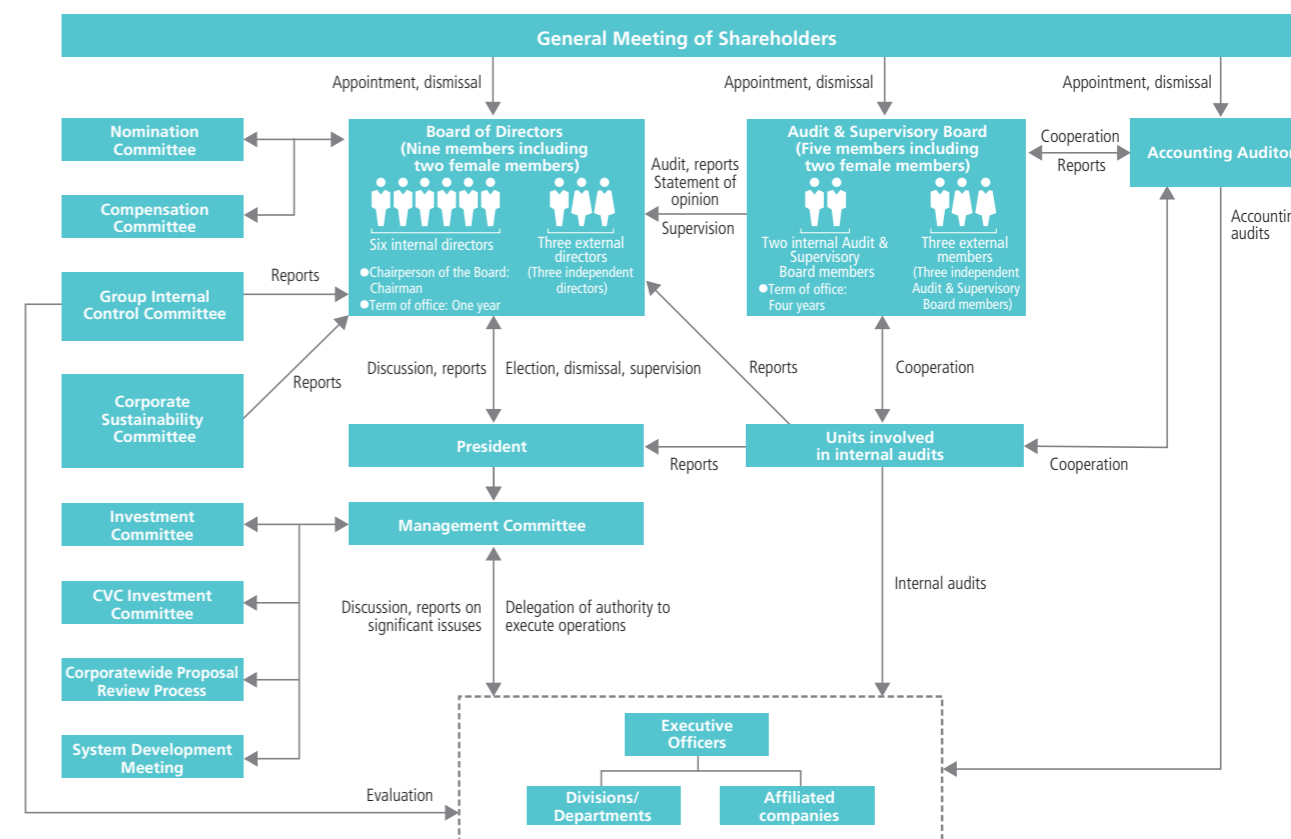 General Meeting of Shareholders
Appointment, dismissal
Appointment, dismissal
Appointment, dismissal
Nomination
Committee
Compensation
Committee
Group Internal
Control Committee
Corporate
Sustainability
Committee
Reports
Reports
Board of Directors
(Nine members including
two female members)
Six internal directors
●Chairperson of the Board:
Chairman
●Term of office: One year
Three external
directors
(Three independent
directors)
Audit, reports
Statement of
opinion
Supervision
Audit & Supervisory Board
(Five members including
two female members)
Two internal Audit &
Supervisory
Board members
●Term of office:
Four years
Three external
members
(Three independent
Audit & Supervisory
Board members)
Cooperation
Reports
Accounting Auditor
Accounting
audits
Discussion, reports
Election, dismissal, supervision
Reports
Cooperation
President
Reports
Units involved
in internal audits
Cooperation
Investment
Committee
CVC Investment
Committee
Corporatewide Proposal
Review Process
System Development
Meeting
Management Committee
Discussion, reports on
significant issuses
Delegation of authority to
execute operations
Internal audits
Evaluation
Executive
Officers
Divisions/
Departments
Affiliated
companies